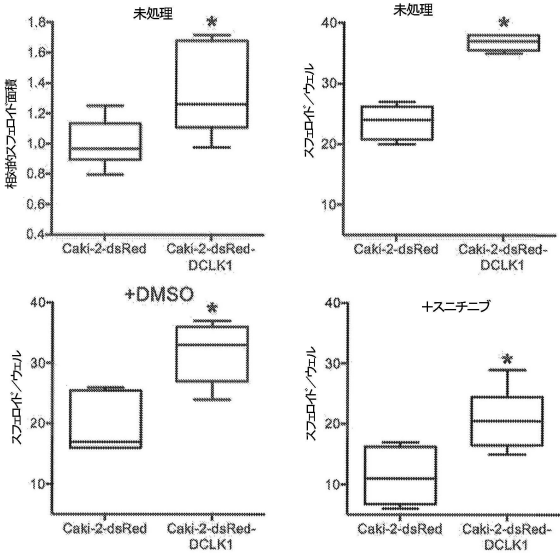 未処理
*
相対的スフェロイド面積
1.8
1.6
1.4
1.2
1.0
0.8
0.6
0.4
Caki-2-dsRed
Caki-2-dsRed-
DCLK1
未処理
*
スフェロイド/ウェル
40
30
20
10
Caki-2-dsRed
Caki-2-dsRed-
DCLK1
+DMSO
*
スフェロイド/ウェル
40
30
20
10
Caki-2-dsRed
Caki-2-dsRed-
DCLK1
+スニチニブ
*
スフェロイド/ウェル
40
30
20
10
Caki-2-dsRed
Caki-2-dsRed-
DCLK1